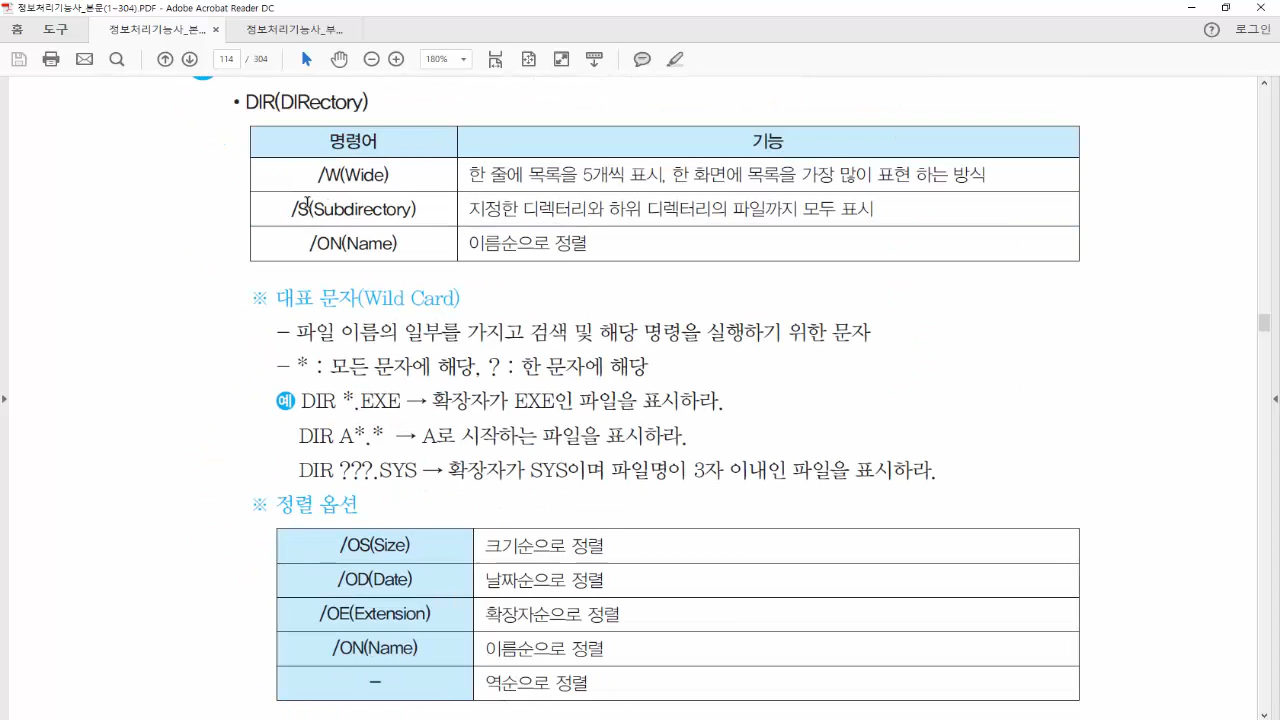 정보처리기능사_본문(1~304).PDF - Adobe Acrobat Reader DC
홈 도구 정보처리기능사_본... × 정보처리기능사_부... 로그인
114 / 304 180%
• DIR(DIRectory)
명령어 기능
/W(Wide) 한 줄에 목록을 5개씩 표시, 한 화면에 목록을 가장 많이 표현 하는 방식
/S(Subdirectory) 지정한 디렉터리와 하위 디렉터리의 파일까지 모두 표시
/ON(Name) 이름순으로 정렬
※ 대표 문자(Wild Card)
- 파일 이름의 일부를 가지고 검색 및 해당 명령을 실행하기 위한 문자
- * : 모든 문자에 해당, ? : 한 문자에 해당
예 DIR *.EXE → 확장자가 EXE인 파일을 표시하라.
DIR A*.* → A로 시작하는 파일을 표시하라.
DIR ???.SYS → 확장자가 SYS이며 파일명이 3자 이내인 파일을 표시하라.
※ 정렬 옵션
/OS(Size) 크기순으로 정렬
/OD(Date) 날짜순으로 정렬
/OE(Extension) 확장자순으로 정렬
/ON(Name) 이름순으로 정렬
- 역순으로 정렬